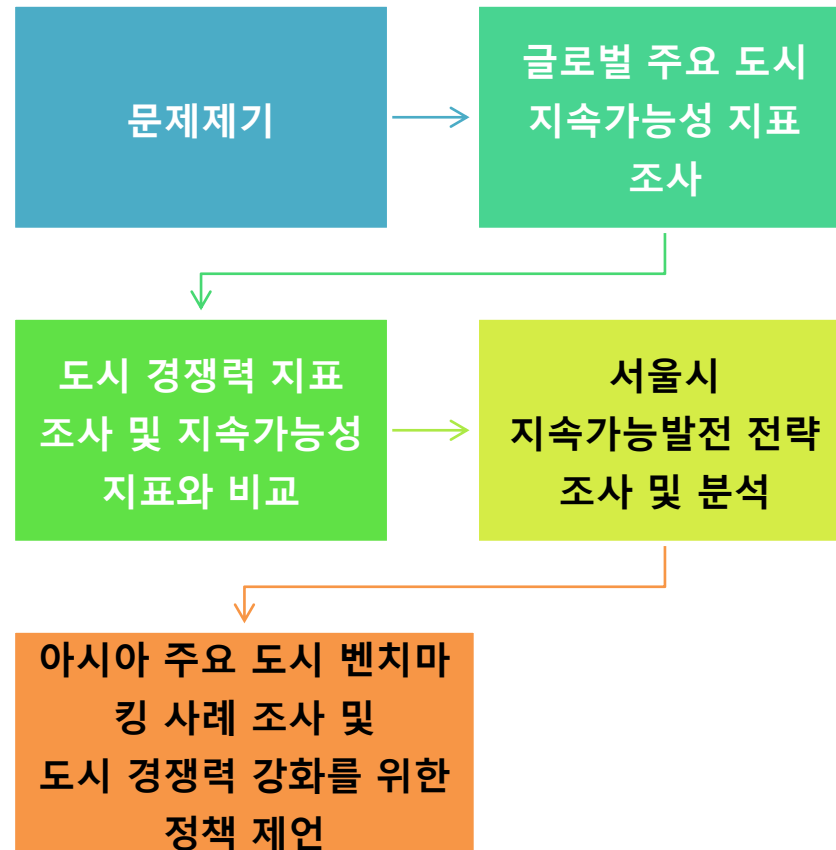 문제제기
글로벌 주요 도시
지속가능성 지표
조사
도시 경쟁력 지표
조사 및 지속가능성
지표와 비교
서울시
지속가능발전 전략
조사 및 분석
아시아 주요 도시 벤치마
킹 사례 조사 및
도시 경쟁력 강화를 위한
정책 제언